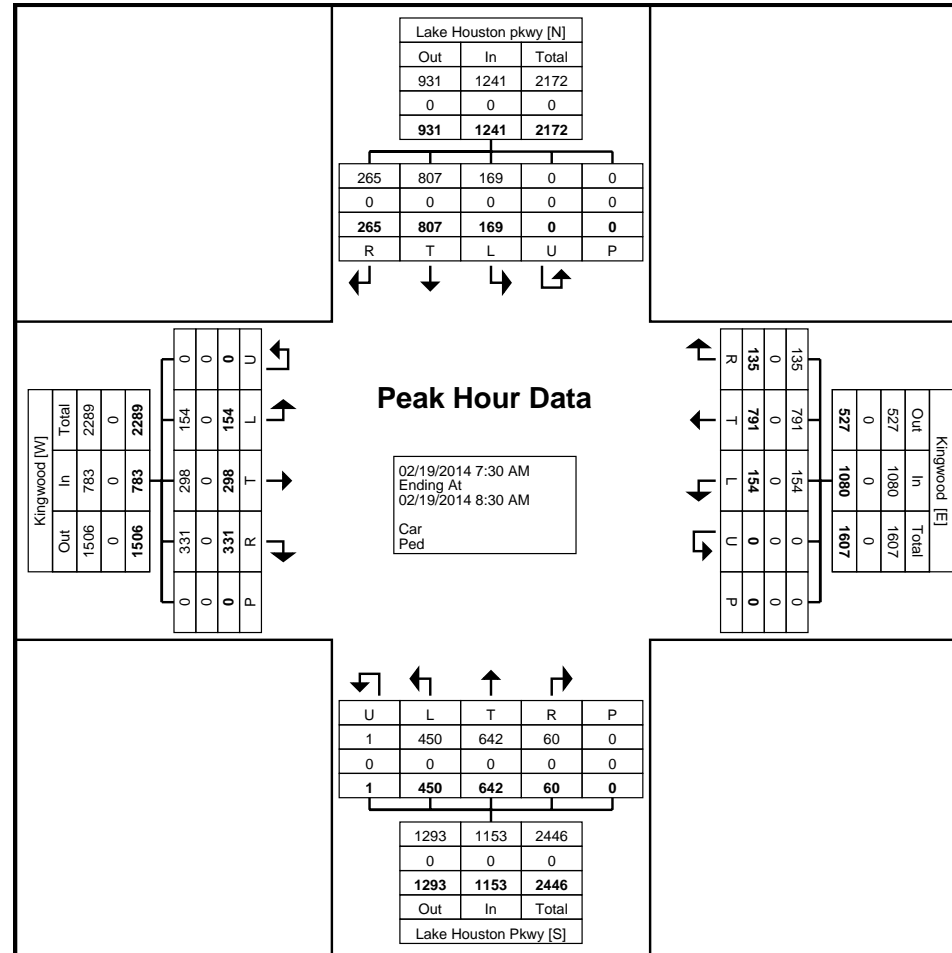 Lake Houston pkwy [N]
Out In Total
931 1241 2172
0 0 0
931 1241 2172
265 807 169 0 0
0 0 0 0 0
265 807 169 0 0
R T L U P
Kingwood [W]
Total In Out
2289 783 1506
0 0 0
2289 783 1506
0 154 298 331 0
0 0 0 0 0
0 154 298 331 0
U L T R P
Peak Hour Data
02/19/2014 7:30 AM
Ending At
02/19/2014 8:30 AM
Car
Ped
R T L U P
135 791 154 0 0
0 0 0 0 0
135 791 154 0 0
527 1080 1607
0 0 0
527 1080 1607
Out In Total
Kingwood [E]
U L T R P
1 450 642 60 0
0 0 0 0 0
1 450 642 60 0
1293 1153 2446
0 0 0
1293 1153 2446
Out In Total
Lake Houston Pkwy [S]